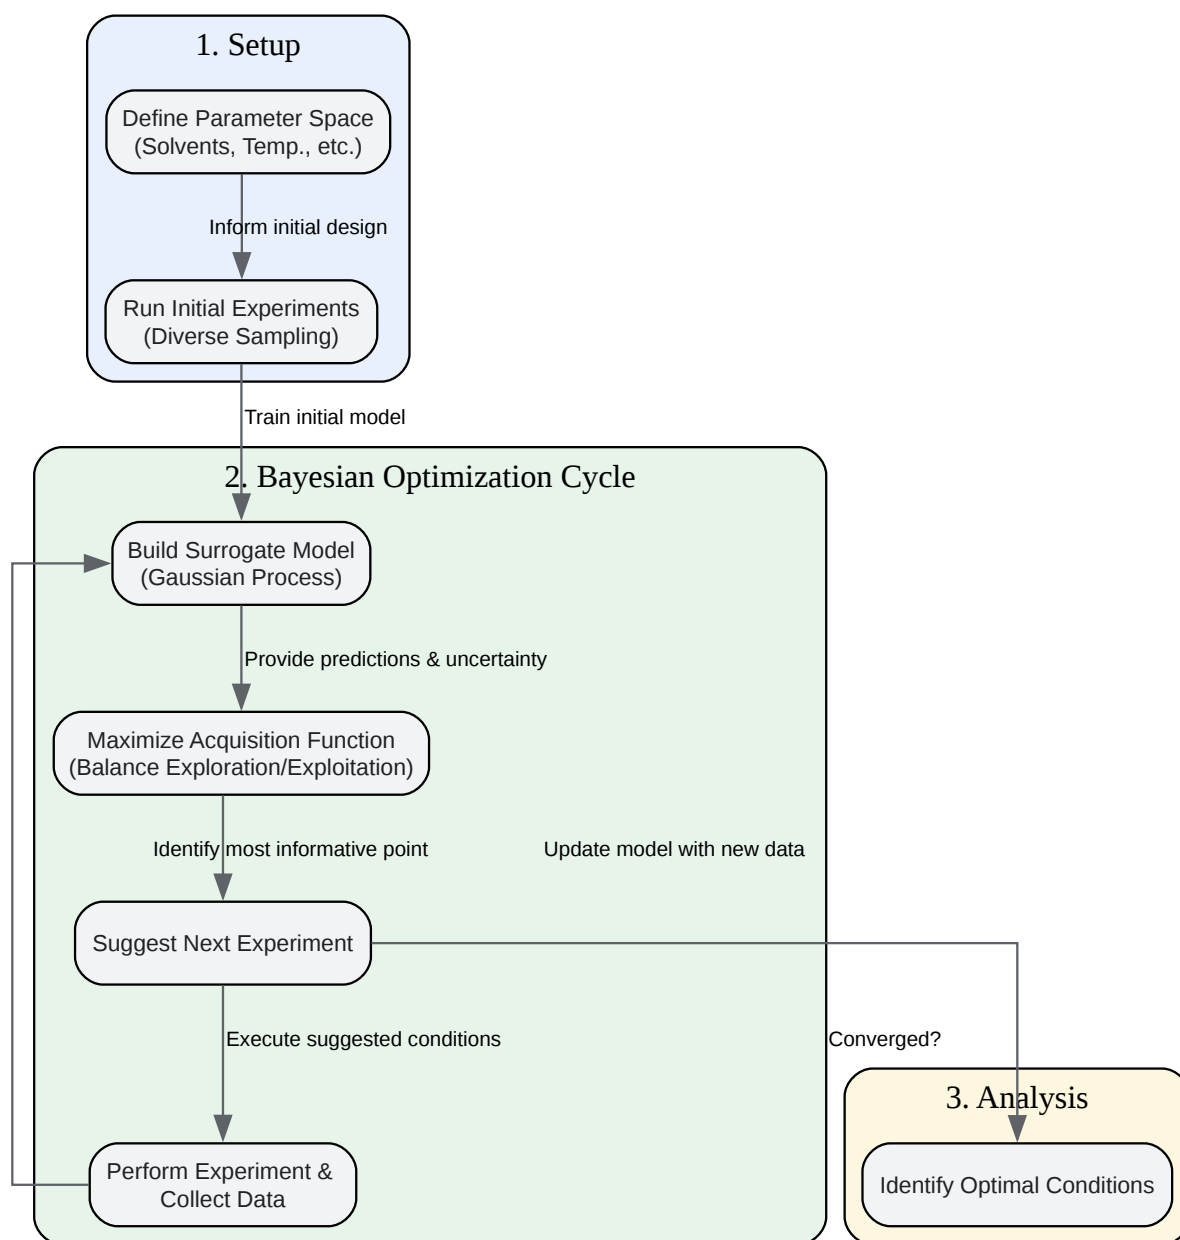 1. Setup
Define Parameter Space
(Solvents, Temp., etc.)
Inform initial design
Run Initial Experiments
(Diverse Sampling)
Train initial model
2. Bayesian Optimization Cycle
Build Surrogate Model
(Gaussian Process)
Provide predictions & uncertainty
Maximize Acquisition Function
(Balance Exploration/Exploitation)
Identify most informative point
Update model with new data
Suggest Next Experiment
Execute suggested conditions
Converged?
3. Analysis
Perform Experiment &
Collect Data
Identify Optimal Conditions